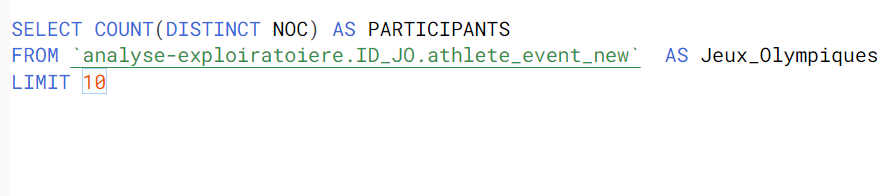 SELECT COUNT(DISTINCT NOC) AS PARTICIPANTS
FROM `analyse-exploiratoiere.ID_JO.athlete_event_new` AS Jeux_Olympiques
LIMIT 10